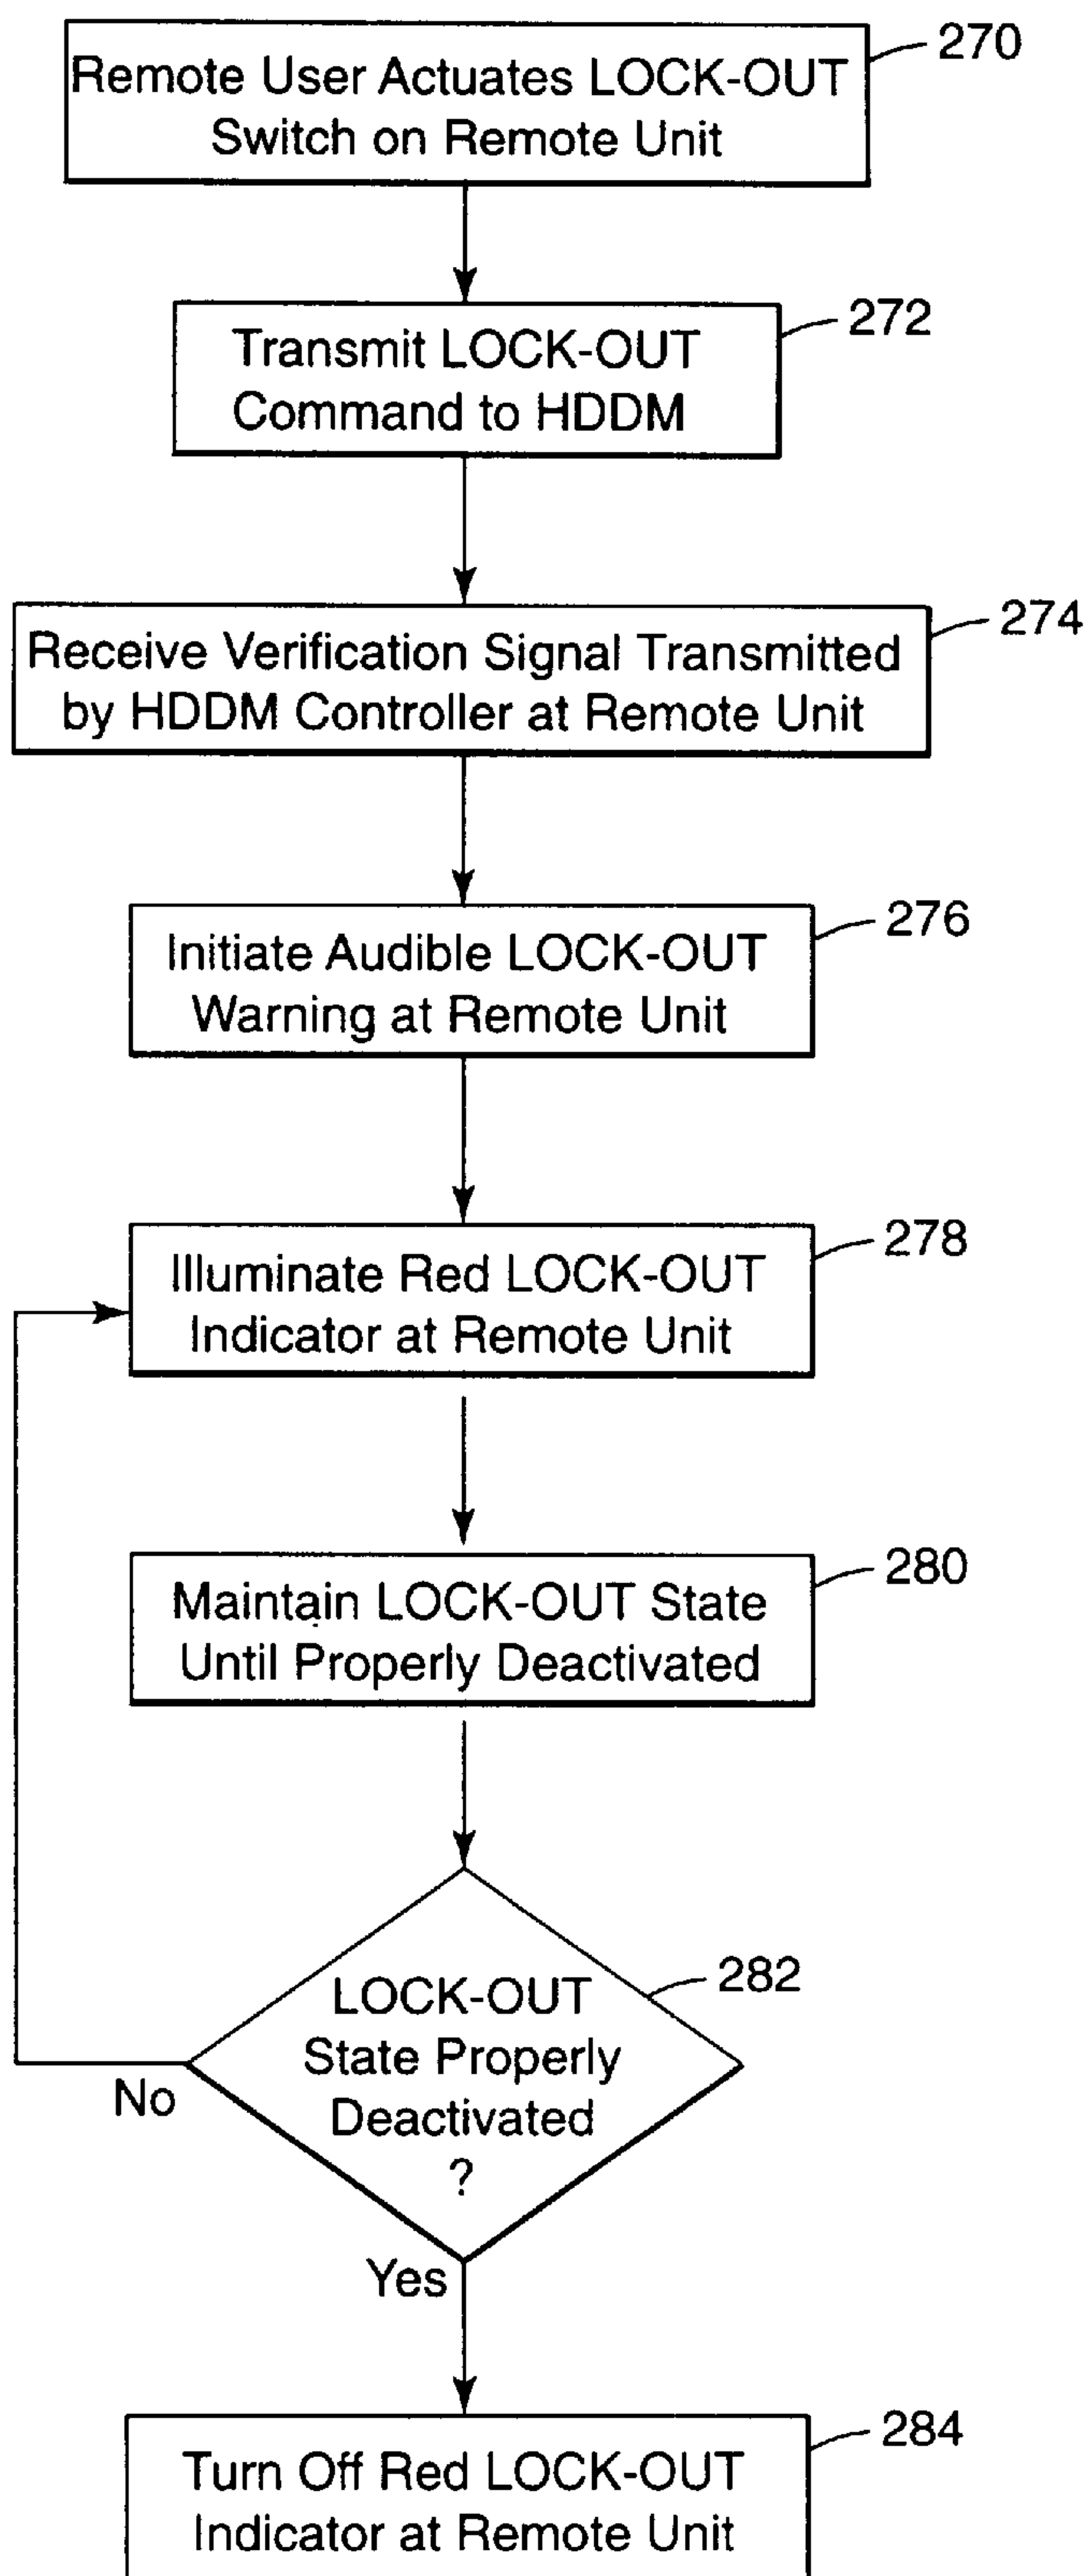 Remote User Actuates LOCK-OUT
Switch on Remote Unit
270
Transmit LOCK-OUT
Command to HDDM
272
Receive Verification Signal Transmitted
by HDDM Controller at Remote Unit
274
Initiate Audible LOCK-OUT
Warning at Remote Unit
276
Illuminate Red LOCK-OUT
Indicator at Remote Unit
278
Maintain LOCK-OUT State
Until Properly Deactivated
280
LOCK-OUT
State Properly
Deactivated
?
282
No
Yes
Turn Off Red LOCK-OUT
Indicator at Remote Unit
284